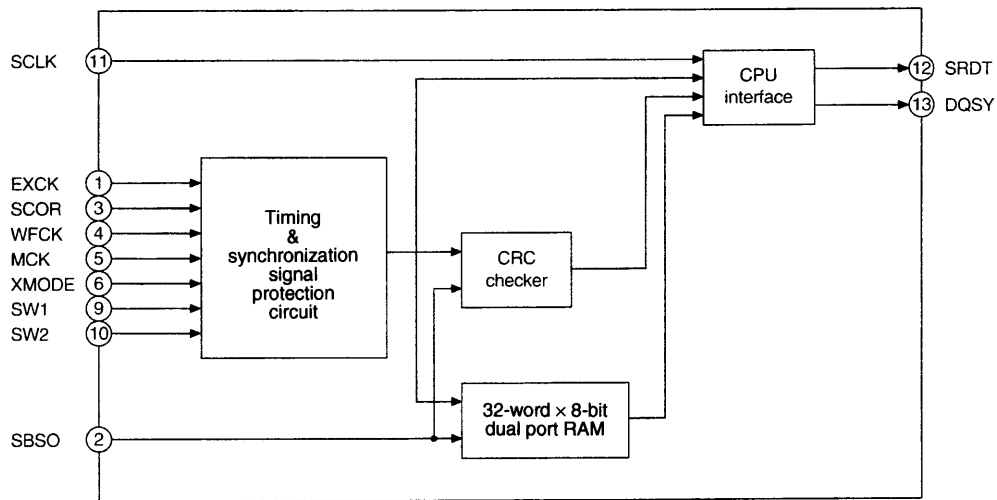 SCLK 11
CPU
interface
12 SRDT
13 DQSY
EXCK 1
SCOR 3
WFCK 4
MCK 5
XMODE 6
SW1 9
SW2 10
Timing
&
synchronization
signal
protection
circuit
CRC
checker
32-word × 8-bit
dual port RAM
SBSO 2